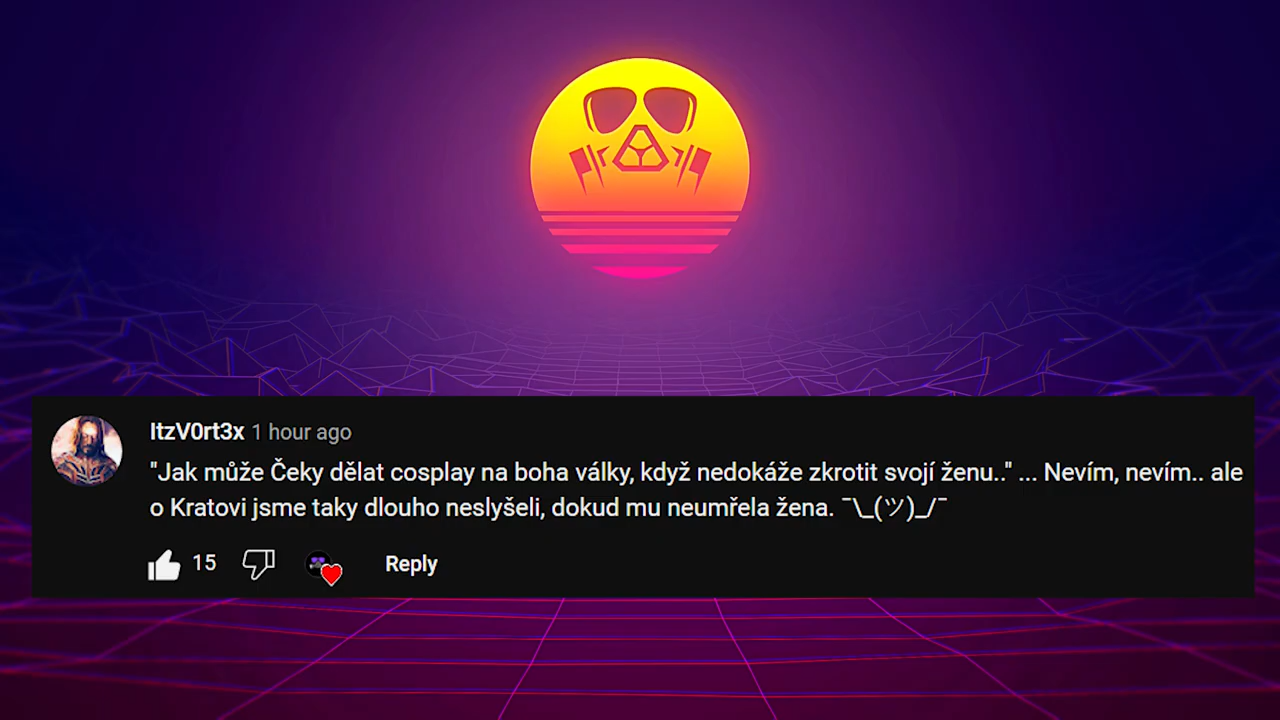 ItzV0rt3x 1 hour ago
"Jak může Čeky dělat cosplay na boha války, když nedokáže zkrotit svojí ženu.." ... Nevím, nevím.. ale
o Kratovi jsme taky dlouho neslyšeli, dokud mu neumřela žena. ¯\_(ツ)_/¯
15 Reply